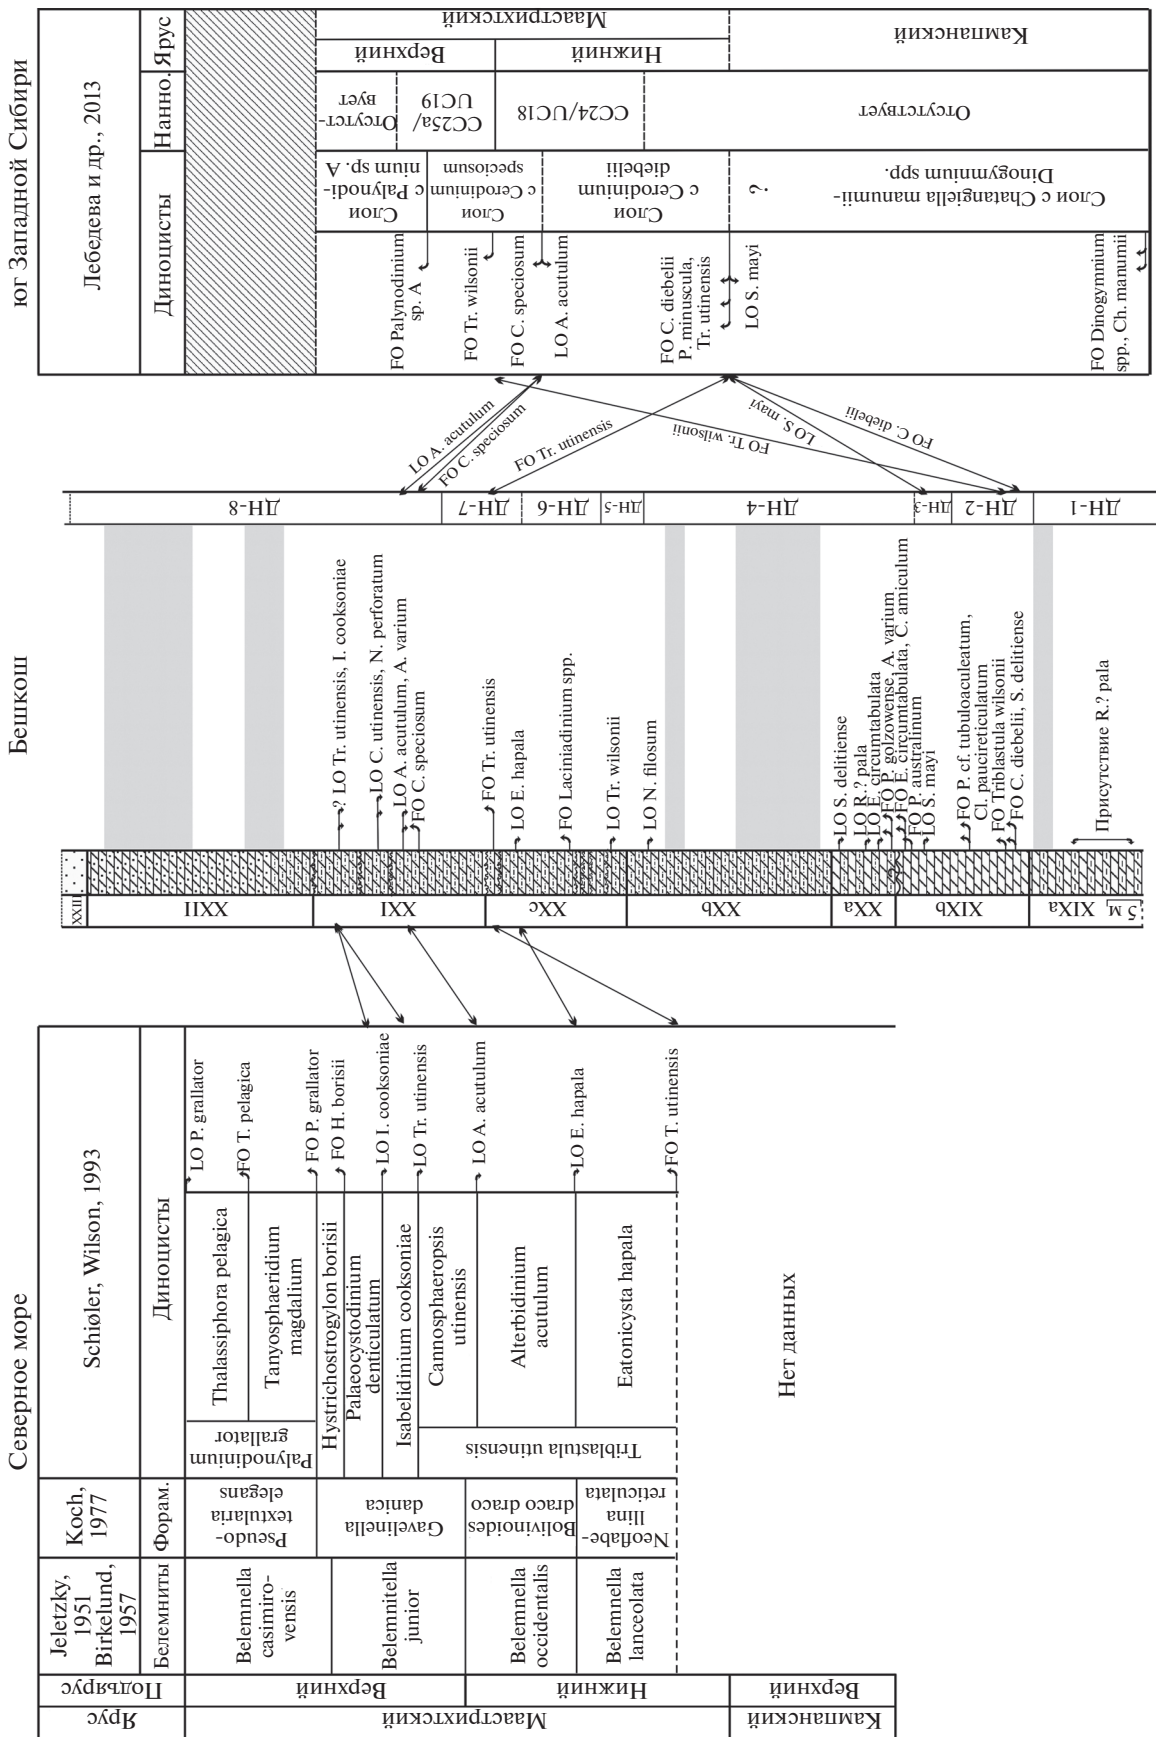 Северное море
Ярус
Подъярус
Jeletzky,
1951
Birkelund,
1957
Koch,
1977
Schiøler, Wilson, 1993
Белемниты
Форам.
Диноцисты
Маастрихтский
Кампанский
Верхний
Нижний
Верхний
Belemnella
casimiro-
vensis
Belemnitella
junior
Belemnella
occidentalis
Belemnella
lanceolata
Pseudo-
textularia
elegans
Gavelinella
danica
Bolivinoides
draco draco
Neoflabe-
llina
reticulata
Palynodinium
grallator
Triblastula utinensis
Thalassiphora pelagica
Tanyosphaeridium
magdalium
Hystrichostrogylon borisii
Palaeocystodinium
denticulatum
Isabelidinium cooksoniae
Cannosphaeropsis
utinensis
Alterbidinium
acutulum
Eatonicysta hapala
Нет данных
LO P. grallator
FO T. pelagica
FO P. grallator
FO H. borisii
LO I. cooksoniae
LO Tr. utinensis
LO A. acutulum
LO E. hapala
FO T. utinensis
Бешкош
XXIII
XXII
XXI
XXc
XXb
XXa
XIXb
XIXa
5 м
? LO Tr. utinensis, I. cooksoniae
LO C. utinensis, N. perforatum
LO A. acutulum, A. varium
FO C. speciosum
FO Tr. utinensis
LO E. hapala
FO Laciniadinium spp.
LO Tr. wilsonii
LO N. filosum
LO S. delitiense
LO R.? pala
LO E. circumtabulata
FO P. golzowense, A. varium
FO E. circumtabulata, C. amiculum
FO P. australinum
LO S. mayi
FO P. cf. tubuloaculeatum,
Cl. paucireticulatum
FO Triblastula wilsonii
FO C. diebelii, S. delitiense
Присутствие R.? pala
ДН-8
ДН-7
ДН-6
ДН-5
ДН-4
ДН-3
ДН-2
ДН-1
LO A. acutulum
FO C. speciosum
FO Tr. utinensis
FO Tr. wilsonii
LO S. mayi
FO C. diebelii
юг Западной Сибири
Лебедева и др., 2013
Диноцисты
Нанно.
Ярус
FO Palynodinium
sp. A
FO Tr. wilsonii
FO C. speciosum
LO A. acutulum
FO C. diebelii
P. minuscula,
Tr. utinensis
LO S. mayi
FO Dinogymnium
spp., Ch. manumii
Слои
с Palynodi-
nium sp. A
Слои
с Cerodinium
speciosum
Слои
с Cerodinium
diebelii
?
Слои с Chatangiella manumii-
Dinogymnium spp.
Отсутст-
вует
CC25a/
UC19
CC24/UC18
Отсутствует
Верхний
Нижний
Маастрихтский
Кампанский